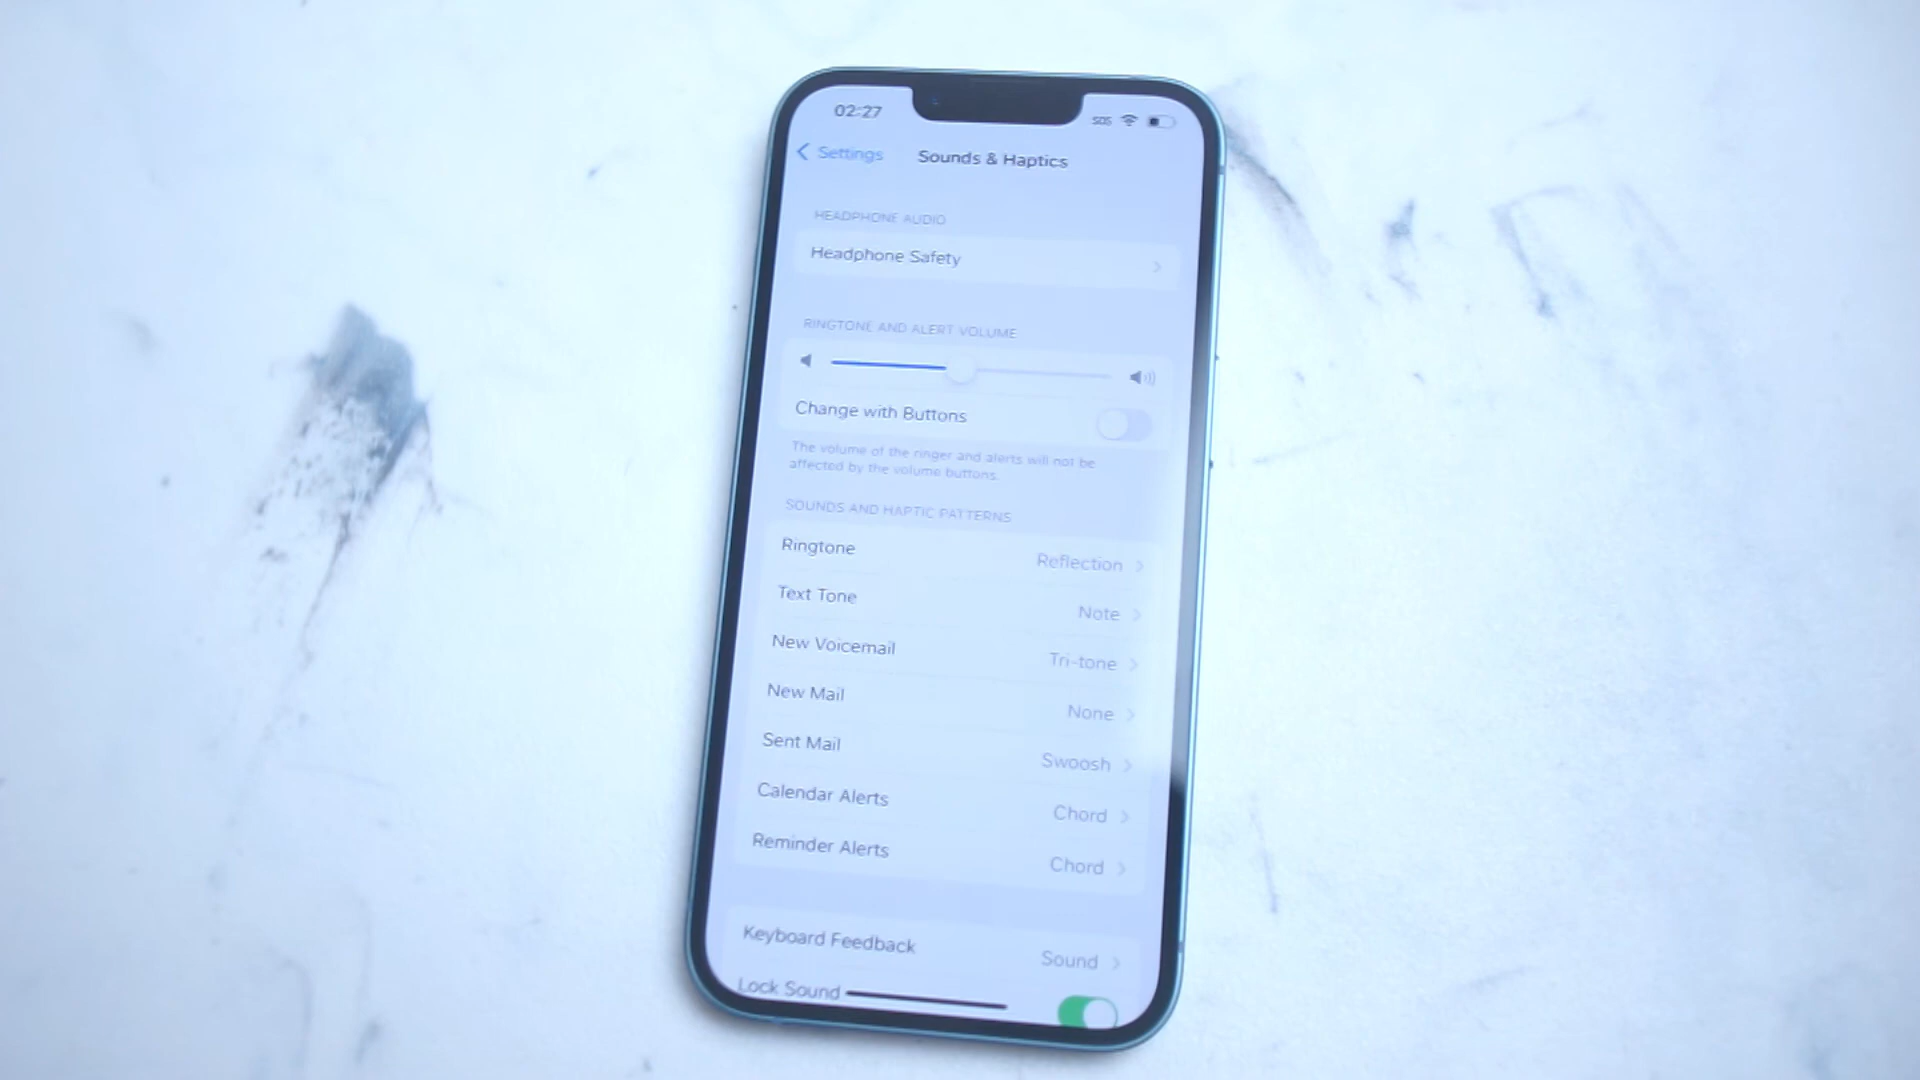 02:27
SOS
Settings
Sounds & Haptics
HEADPHONE AUDIO
Headphone Safety
RINGTONE AND ALERT VOLUME
Change with Buttons
The volume of the ringer and alerts will not be
affected by the volume buttons.
SOUNDS AND HAPTIC PATTERNS
Ringtone Reflection
Text Tone Note
New Voicemail Tri-tone
New Mail None
Sent Mail Swoosh
Calendar Alerts Chord
Reminder Alerts Chord
Keyboard Feedback Sound
Lock Sound